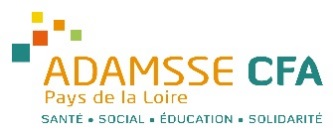 ADAMSSE CFA
Pays de la Loire
SANTÉ • SOCIAL • ÉDUCATION • SOLIDARITÉ